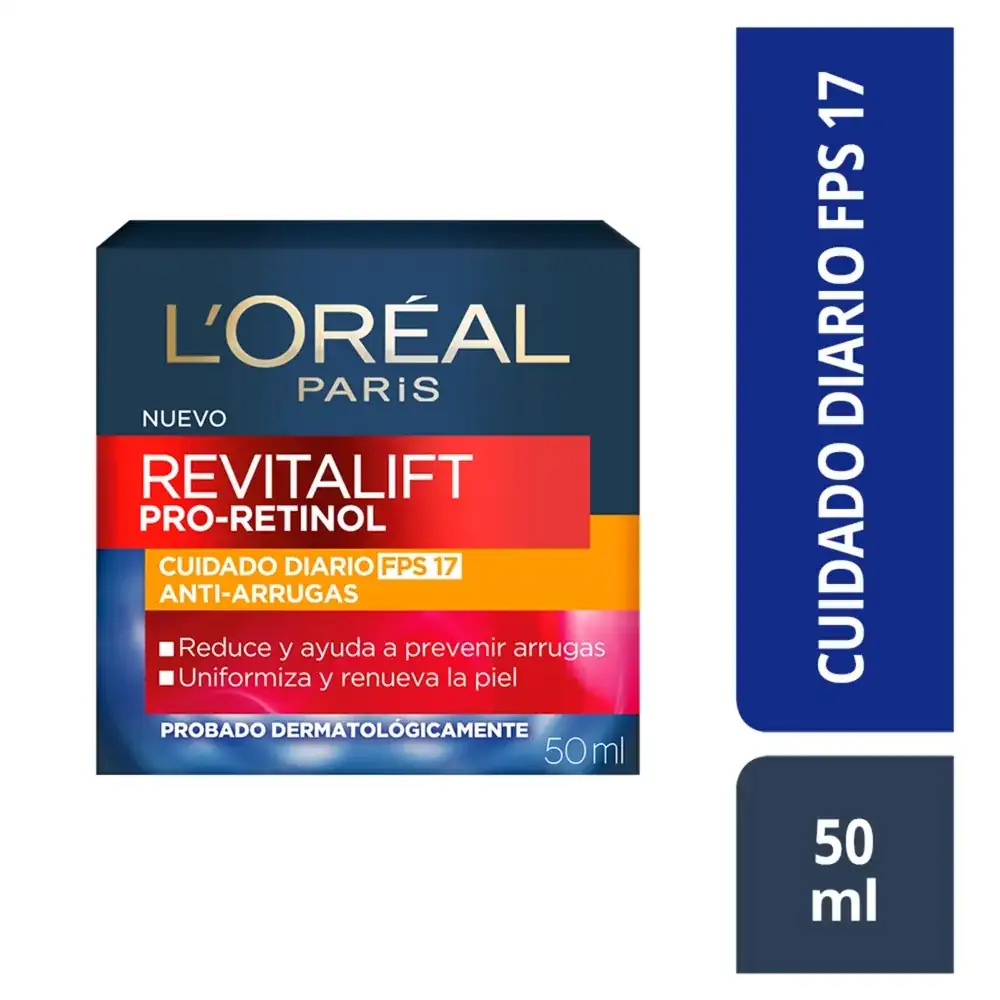 L'ORÉAL
PARiS
NUEVO
REVITALIFT
PRO-RETINOL
CUIDADO DIARIO FPS 17
ANTI-ARRUGAS
Reduce y ayuda a prevenir arrugas
Uniformiza y renueva la piel
PROBADO DERMATOLÓGICAMENTE
50ml
CUIDADO DIARIO FPS 17
50
ml